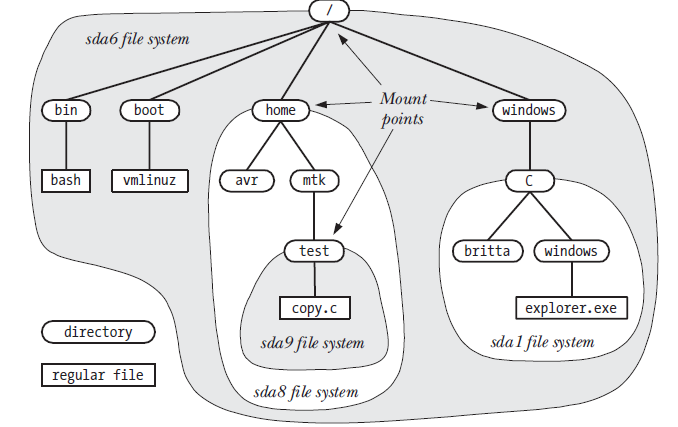 /
sda6 file system
bin
boot
home
Mount
points
windows
bash
vmlinuz
avr
mtk
C
test
britta
windows
copy.c
explorer.exe
directory
sda9 file system
sda1 file system
regular file
sda8 file system